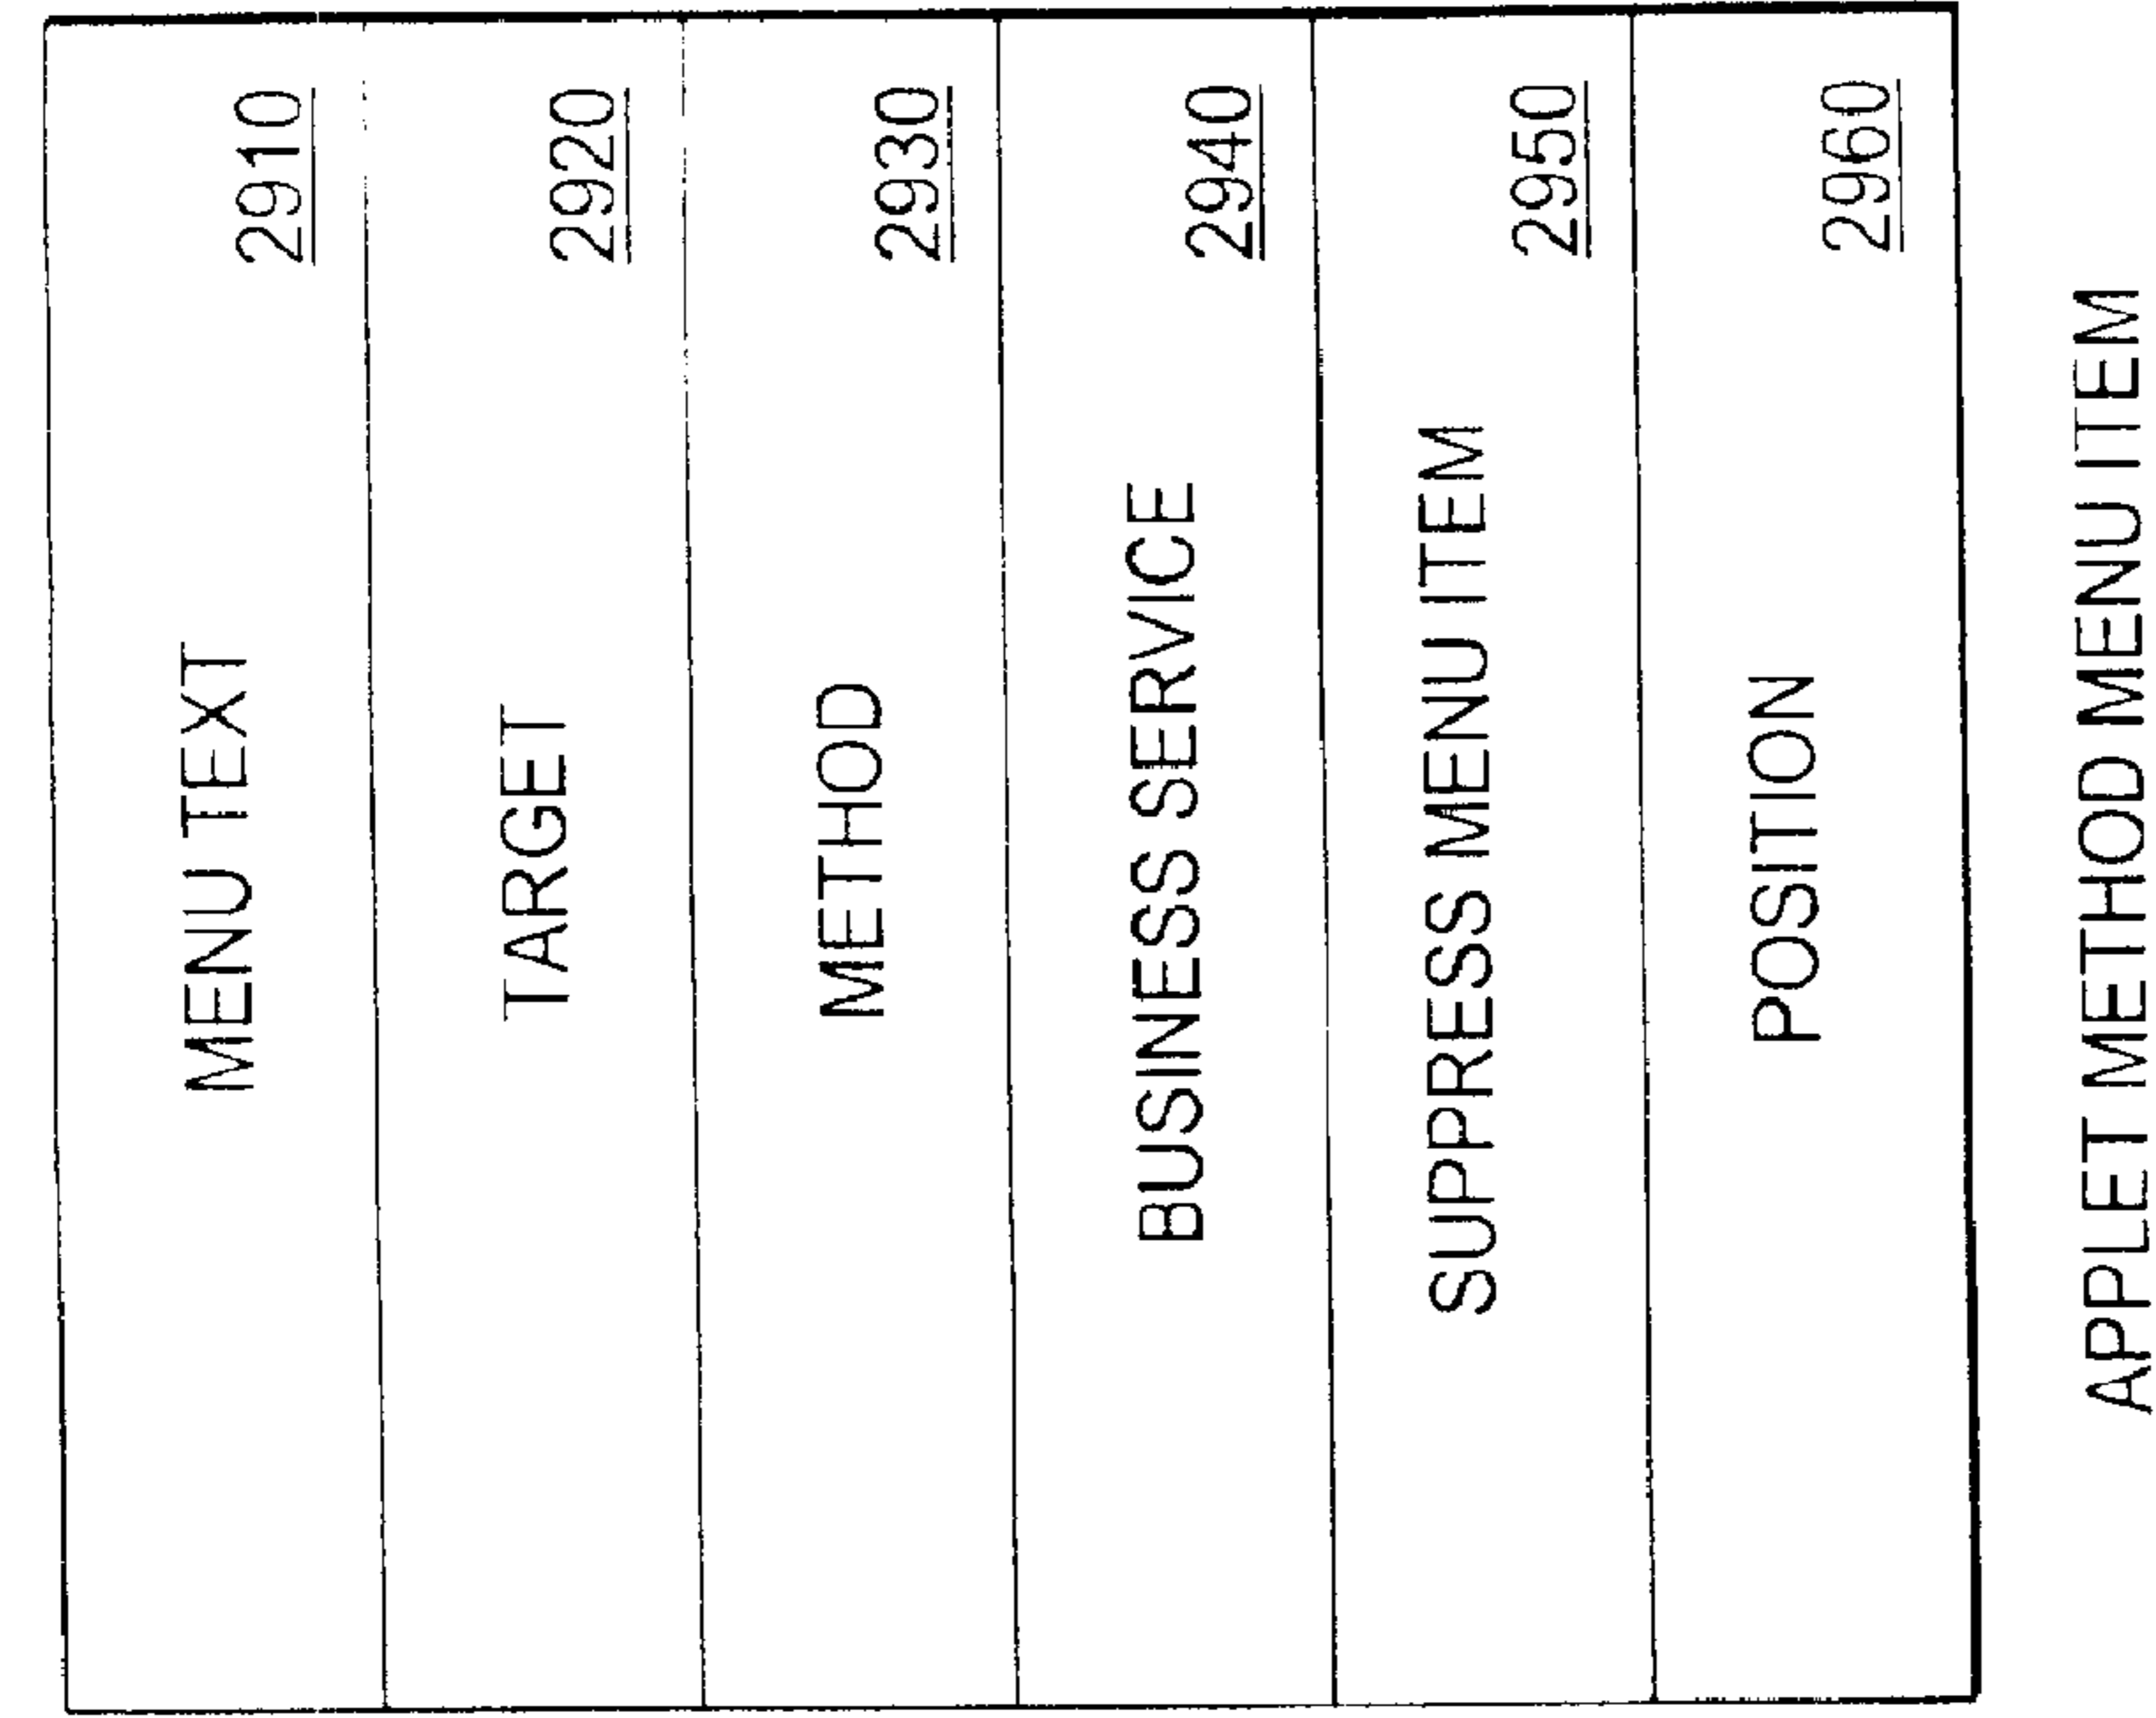 MENU TEXT 2910
TARGET 2920
METHOD 2930
BUSINESS SERVICE 2940
SUPPRESS MENU ITEM 2950
POSITION 2960
APPLET METHOD MENU ITEM